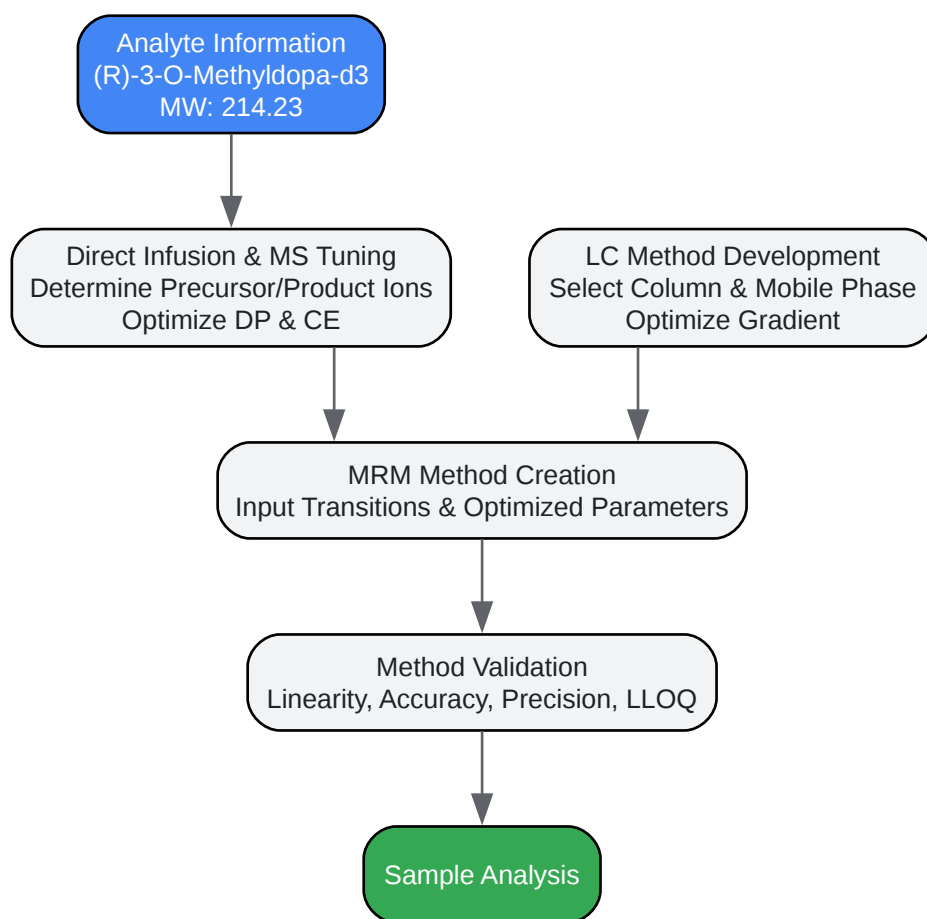 Analyte Information
(R)-3-O-Methyldopa-d3
MW: 214.23
Direct Infusion & MS Tuning
Determine Precursor/Product Ions
Optimize DP & CE
LC Method Development
Select Column & Mobile Phase
Optimize Gradient
MRM Method Creation
Input Transitions & Optimized Parameters
Method Validation
Linearity, Accuracy, Precision, LLOQ
Sample Analysis